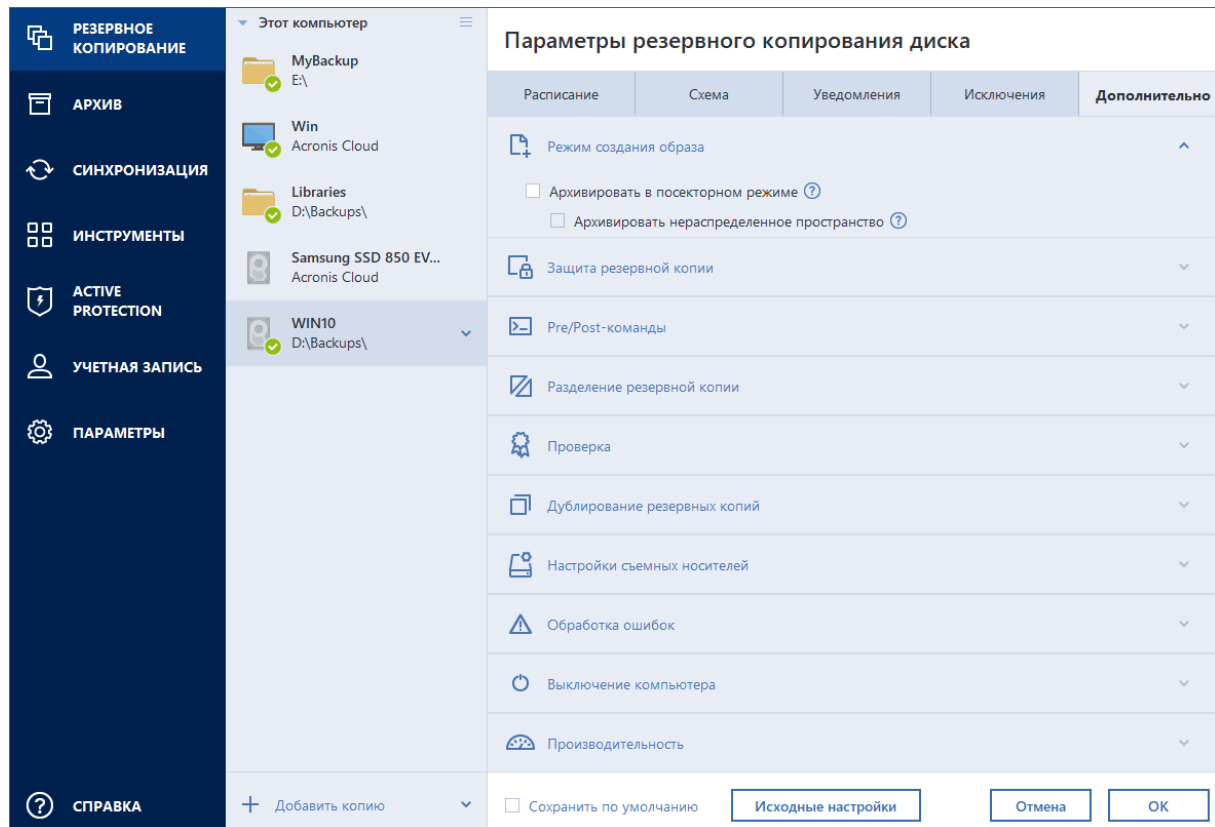 РЕЗЕРВНОЕ
КОПИРОВАНИЕ
АРХИВ
СИНХРОНИЗАЦИЯ
ИНСТРУМЕНТЫ
ACTIVE
PROTECTION
УЧЕТНАЯ ЗАПИСЬ
ПАРАМЕТРЫ
СПРАВКА
Этот компьютер
MyBackup
E:\
Win
Acronis Cloud
Libraries
D:\Backups\
Samsung SSD 850 EV...
Acronis Cloud
WIN10
D:\Backups\
Добавить копию
Параметры резервного копирования диска
Расписание
Схема
Уведомления
Исключения
Дополнительно
Режим создания образа
Архивировать в посекторном режиме ?
Архивировать нераспределенное пространство ?
Защита резервной копии
Pre/Post-команды
Разделение резервной копии
Проверка
Дублирование резервных копий
Настройки съемных носителей
Обработка ошибок
Выключение компьютера
Производительность
Сохранить по умолчанию
Исходные настройки
Отмена
ОК